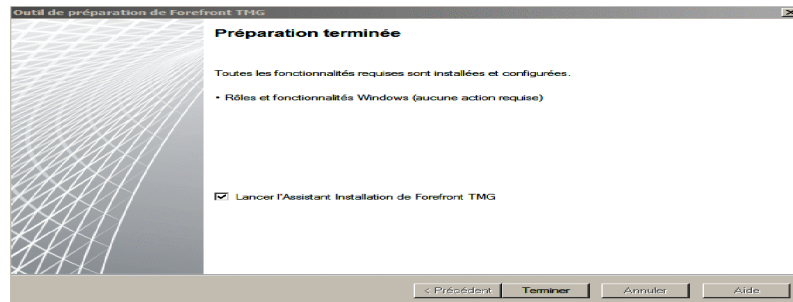 Outil de préparation de Forefront TMG
Préparation terminée
Toutes les fonctionnalités requises sont installées et configurées.
• Rôles et fonctionnalités Windows (aucune action requise)
Lancer l'Assistant Installation de Forefront TMG
< Précédent Terminer Annuler Aide